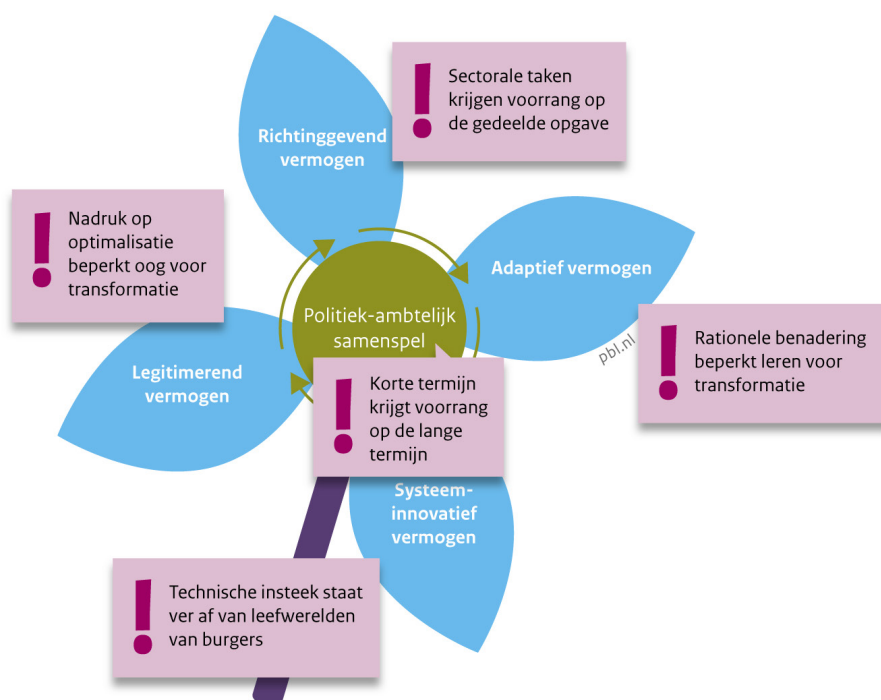 Sectorale taken
krijgen voorrang op
de gedeelde opgave
Richtinggevend
vermogen
Nadruk op
optimalisatie
beperkt oog voor
transformatie
Adaptief vermogen
Politiek-ambtelijk
samenspel
pbl.nl
Rationele benadering
beperkt leren voor
transformatie
Legitimerend
vermogen
Korte termijn
krijgt voorrang
op de lange
termijn
Systeem-
innovatief
vermogen
Technische insteek staat
ver af van leefwerelden
van burgers